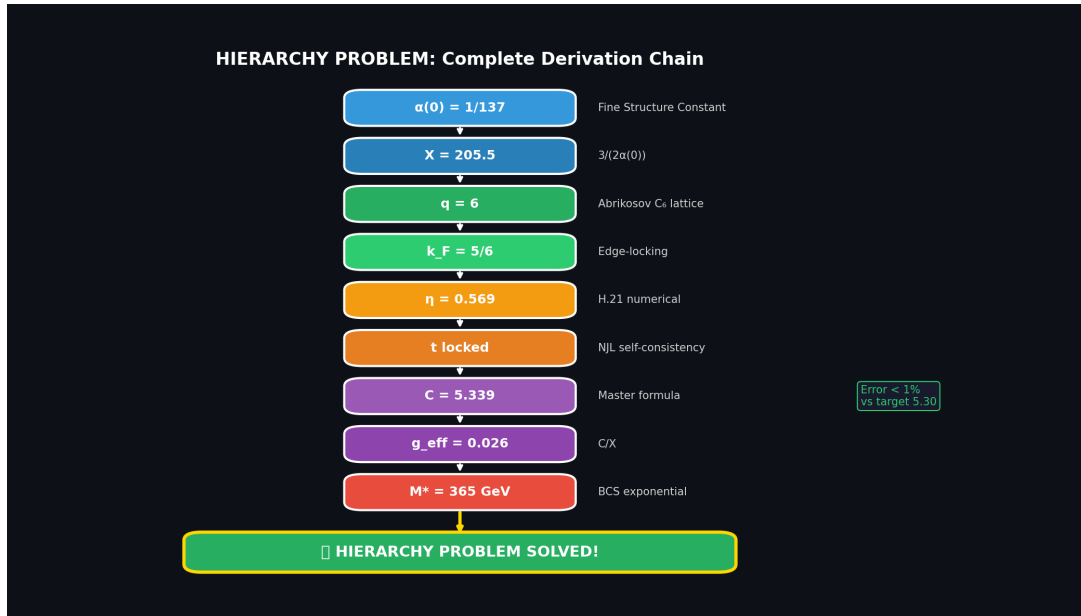 HIERARCHY PROBLEM: Complete Derivation Chain
α(0) = 1/137
Fine Structure Constant
X = 205.5
3/(2α(0))
q = 6
Abrikosov C₆ lattice
k_F = 5/6
Edge-locking
η = 0.569
H.21 numerical
t locked
NJL self-consistency
C = 5.339
Master formula
Error < 1%
vs target 5.30
g_eff = 0.026
C/X
M* = 365 GeV
BCS exponential
▯ HIERARCHY PROBLEM SOLVED!